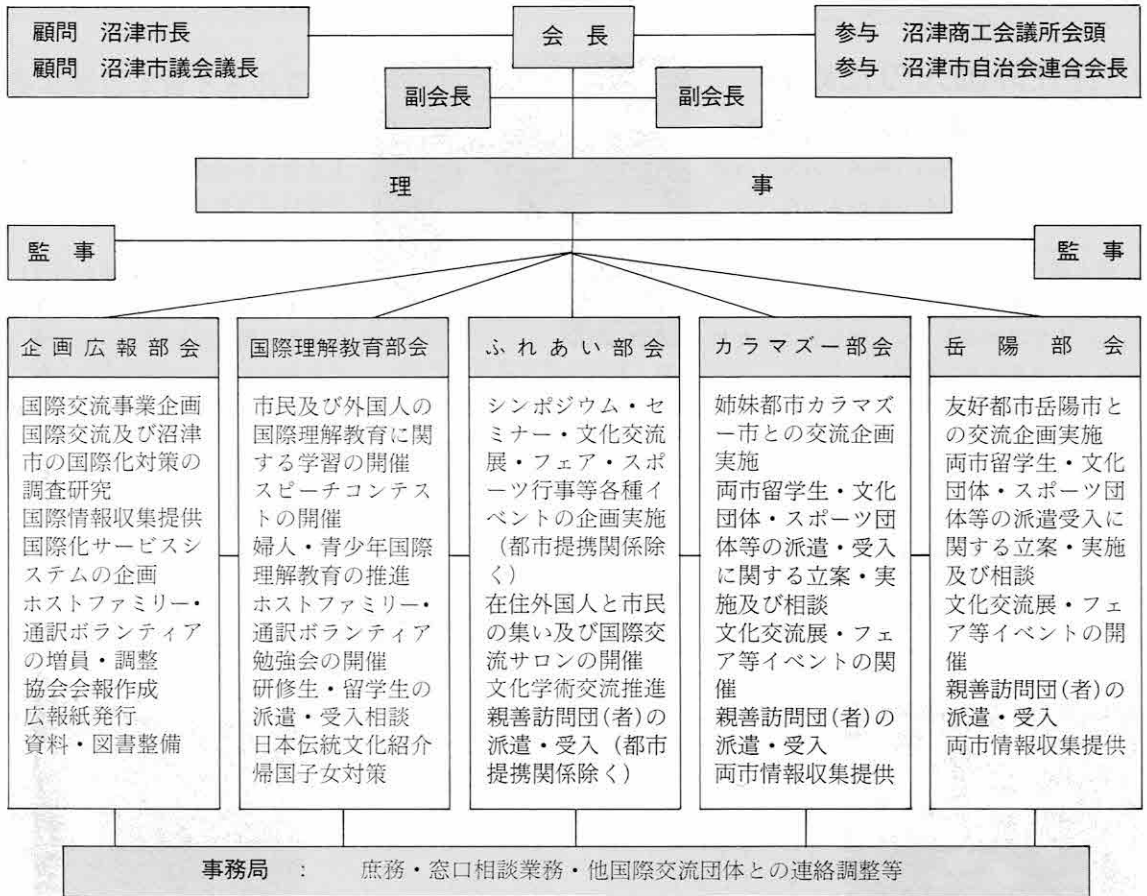 顧問 沼津市長
顧問 沼津市議会議長
会長
参与 沼津商工会議所会頭
参与 沼津市自治会連合会長
副会長
副会長
理事
監事
監事
企画広報部会
国際交流事業企画
国際交流及び沼津
市の国際化対策の
調査研究
国際情報収集提供
国際化サービスシ
ステムの企画
ホストファミリー・
通訳ボランティア
の増員・調整
協会会報作成
広報紙発行
資料・図書整備
国際理解教育部会
市民及び外国人の
国際理解教育に関
する学習の開催
スピーチコンテス
トの開催
婦人・青少年国際
理解教育の推進
ホストファミリー・
通訳ボランティア
勉強会の開催
研修生・留学生の
派遣・受入相談
日本伝統文化紹介
帰国子女対策
ふれあい部会
シンポジウム・セ
ミナー・文化交流
展・フェア・スポ
ーツ行事等各種イ
ベントの企画実施
（都市提携関係除
く）
在住外国人と市民
の集い及び国際交
流サロンの開催
文化学術交流推進
親善訪問団(者)の
派遣・受入（都市
提携関係除く）
カラマズー部会
姉妹都市カラマズ
ー市との交流企画
実施
両市留学生・文化
団体・スポーツ団
体等の派遣・受入
に関する立案・実
施及び相談
文化交流展・フェ
ア等イベントの関
催
親善訪問団(者)の
派遣・受入
両市情報収集提供
岳陽部会
友好都市岳陽市と
の交流企画実施
両市留学生・文化
団体・スポーツ団
体等の派遣受入に
関する立案・実施
及び相談
文化交流展・フェ
ア等イベントの開
催
親善訪問団(者)の
派遣・受入
両市情報収集提供
事務局 ： 庶務・窓口相談業務・他国際交流団体との連絡調整等